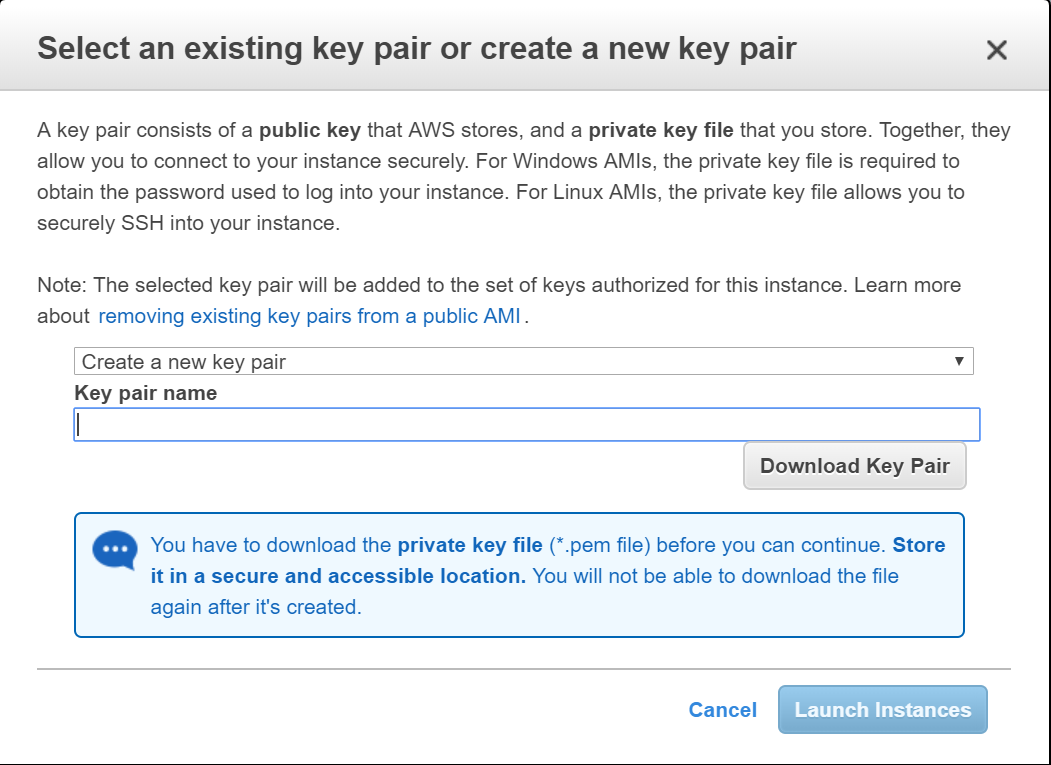 Select an existing key pair or create a new key pair
A key pair consists of a public key that AWS stores, and a private key file that you store. Together, they
allow you to connect to your instance securely. For Windows AMIs, the private key file is required to
obtain the password used to log into your instance. For Linux AMIs, the private key file allows you to
securely SSH into your instance.
Note: The selected key pair will be added to the set of keys authorized for this instance. Learn more
about removing existing key pairs from a public AMI .
Create a new key pair
Key pair name
Download Key Pair
You have to download the private key file (*.pem file) before you can continue. Store
it in a secure and accessible location. You will not be able to download the file
again after it's created.
Cancel Launch Instances